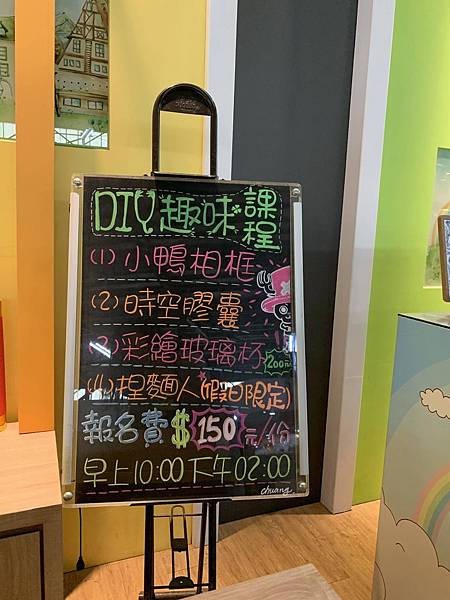 DIY趣味課程
(1)小鴨相框
(2)時空膠囊
(3)彩繪玻璃杯 200元
(4)捏麵人(假日限定)
報名費$150元/份
早上10:00下午02:00
chuang